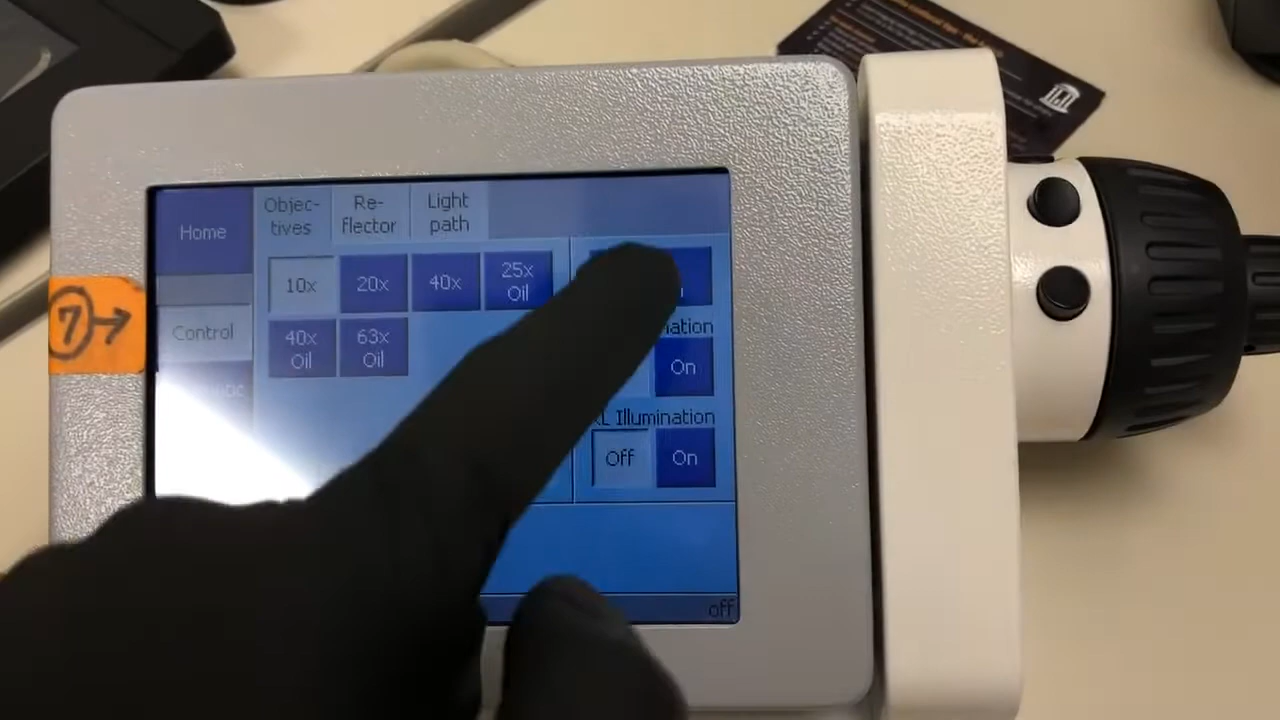 Home
Objec-
tives
Re-
flector
Light
path
10x
20x
40x
25x
Oil
40x
Oil
63x
Oil
Control
On
Illumination
Off
On
off
7